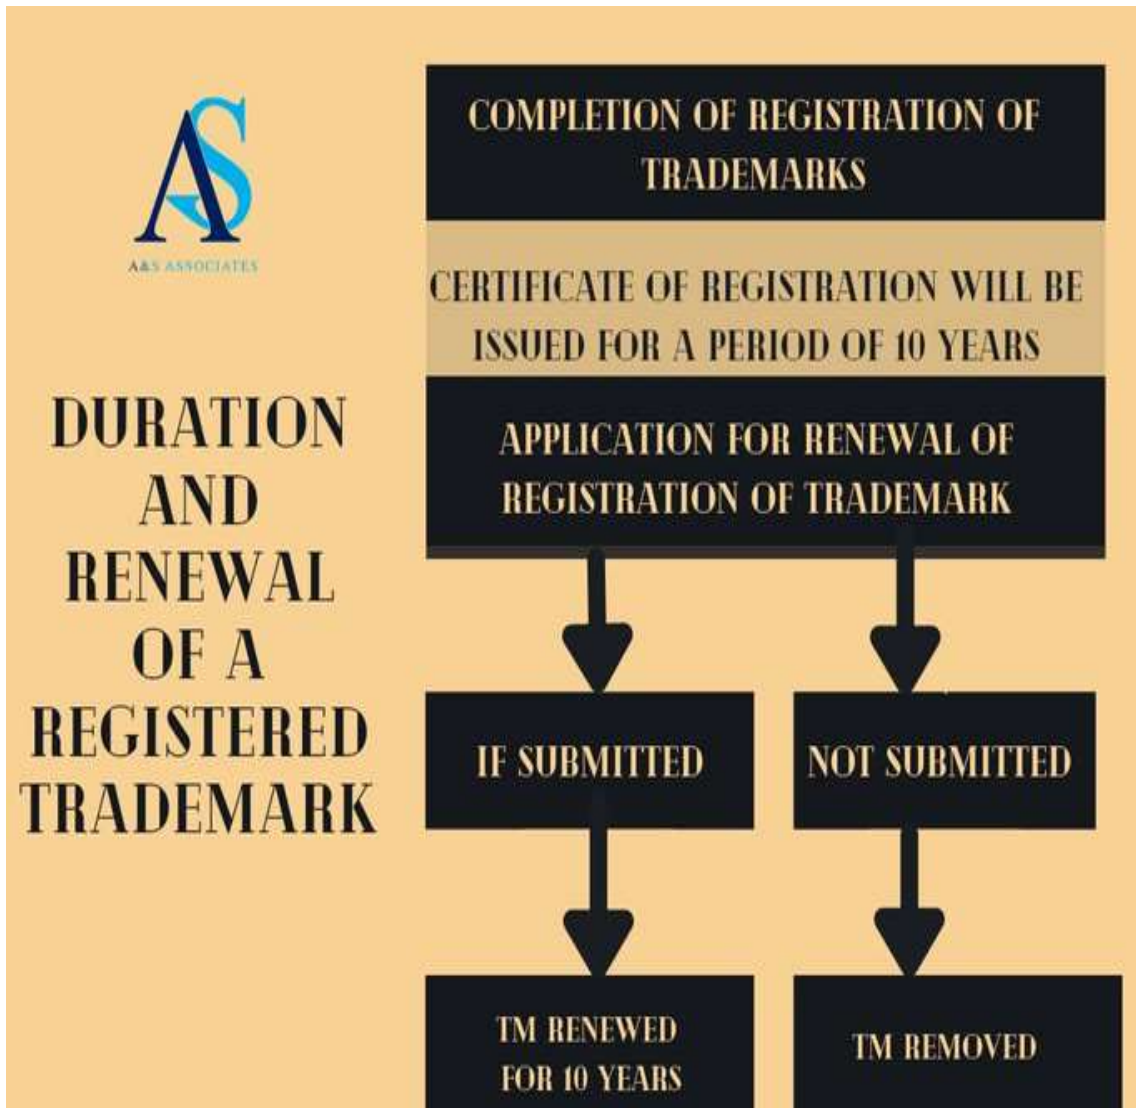 AS
A&S ASSOCIATES
DURATION
AND
RENEWAL
OF A
REGISTERED
TRADEMARK
COMPLETION OF REGISTRATION OF
TRADEMARKS
CERTIFICATE OF REGISTRATION WILL BE
ISSUED FOR A PERIOD OF 10 YEARS
APPLICATION FOR RENEWAL OF
REGISTRATION OF TRADEMARK
IF SUBMITTED
NOT SUBMITTED
TM RENEWED
FOR 10 YEARS
TM REMOVED